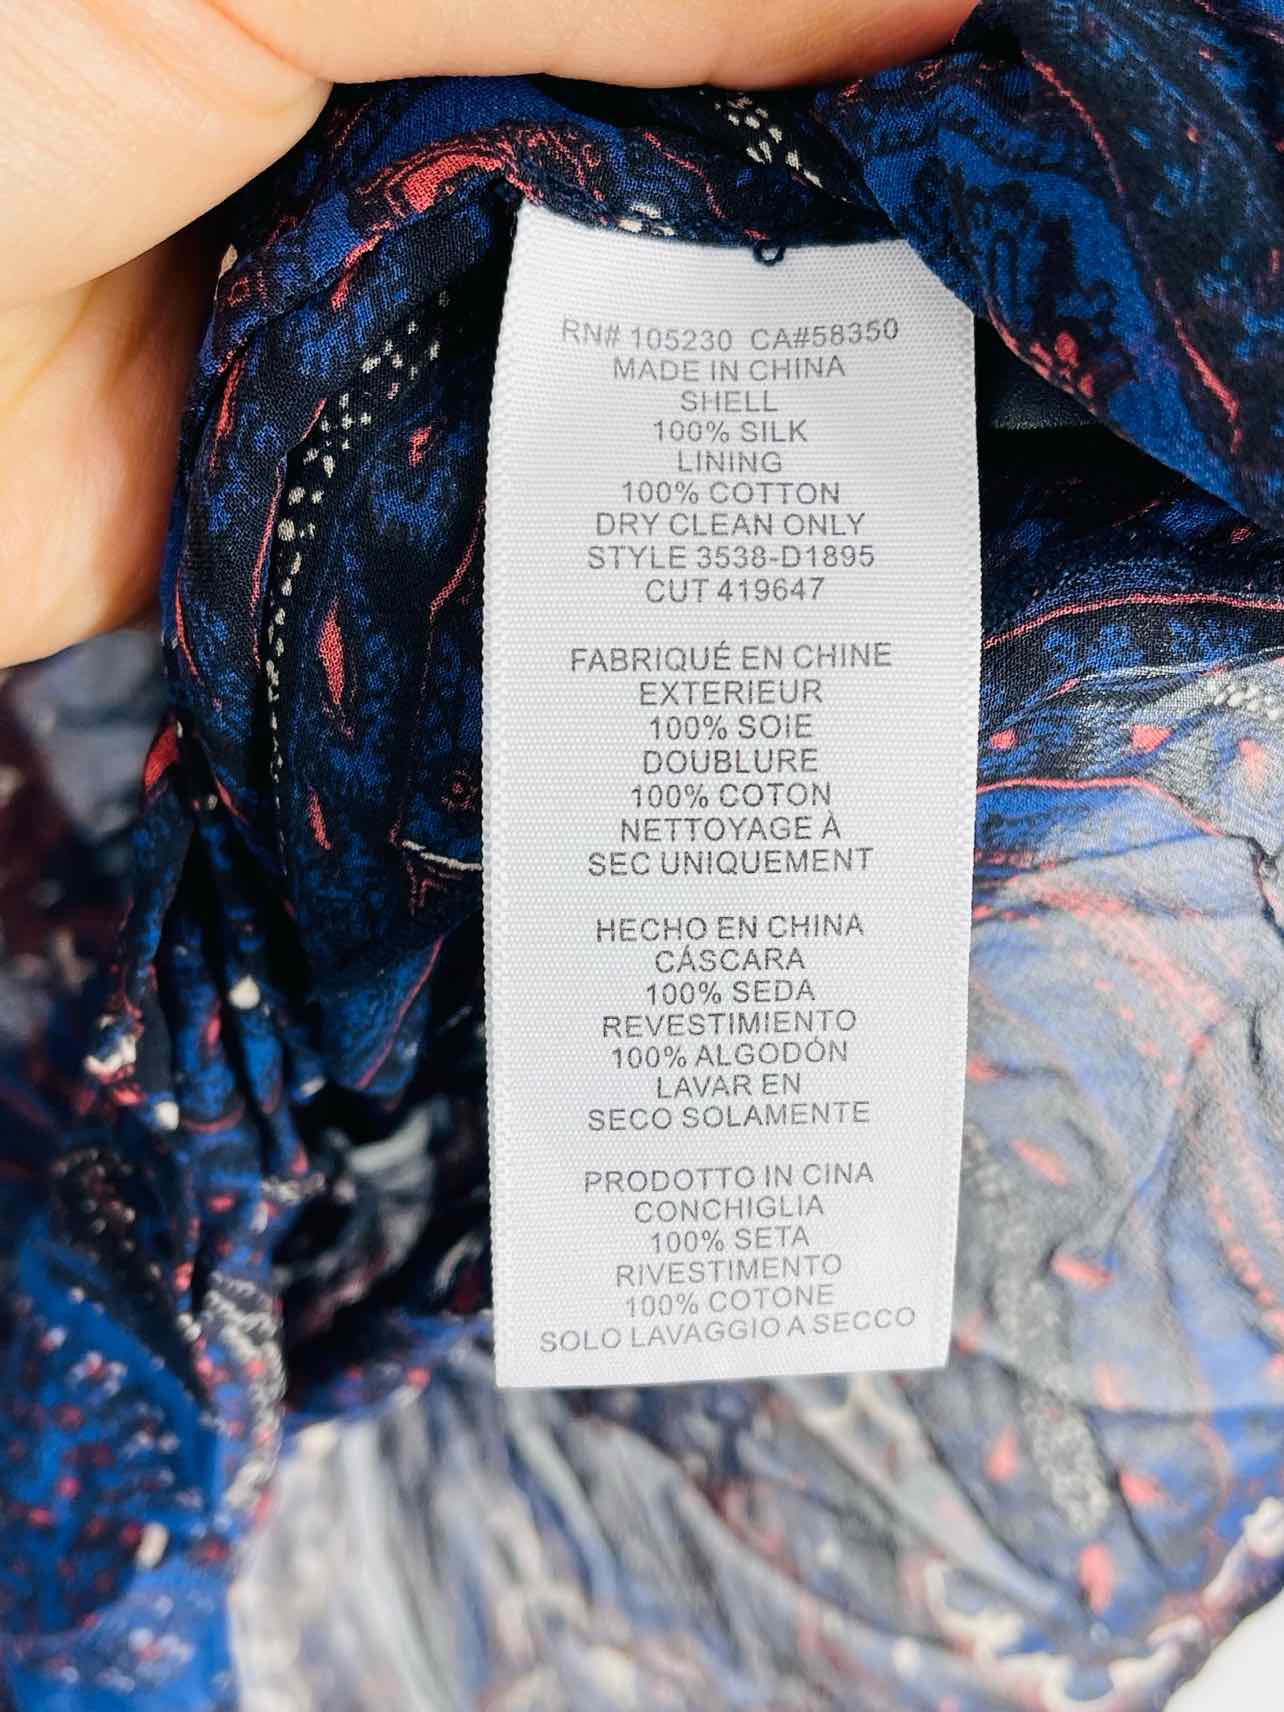 RN# 105230 CA#58350
MADE IN CHINA
SHELL
100% SILK
LINING
100% COTTON
DRY CLEAN ONLY
STYLE 3538-D1895
CUT 419647
FABRIQUÉ EN CHINE
EXTERIEUR
100% SOIE
DOUBLURE
100% COTON
NETTOYAGE À
SEC UNIQUEMENT
HECHO EN CHINA
CÁSCARA
100% SEDA
REVESTIMIENTO
100% ALGODÓN
LAVAR EN
SECO SOLAMENTE
PRODOTTO IN CINA
CONCHIGLIA
100% SETA
RIVESTIMENTO
100% COTONE
SOLO LAVAGGIO A SECCO